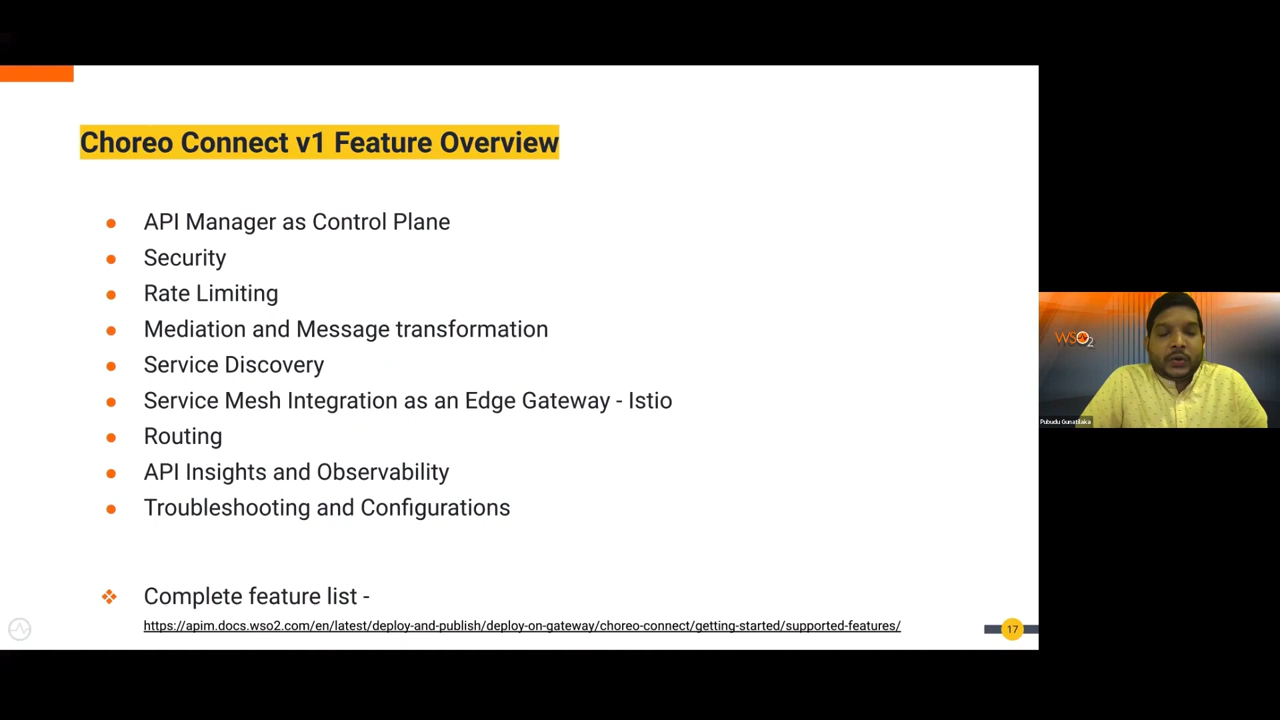 Choreo Connect v1 Feature Overview
API Manager as Control Plane
Security
Rate Limiting
Mediation and Message transformation
Service Discovery
Service Mesh Integration as an Edge Gateway - Istio
Routing
API Insights and Observability
Troubleshooting and Configurations
Complete feature list -
https://apim.docs.wso2.com/en/latest/deploy-and-publish/deploy-on-gateway/choreo-connect/getting-started/supported-features/
17
WSO2
Pubudu Gunatilaka